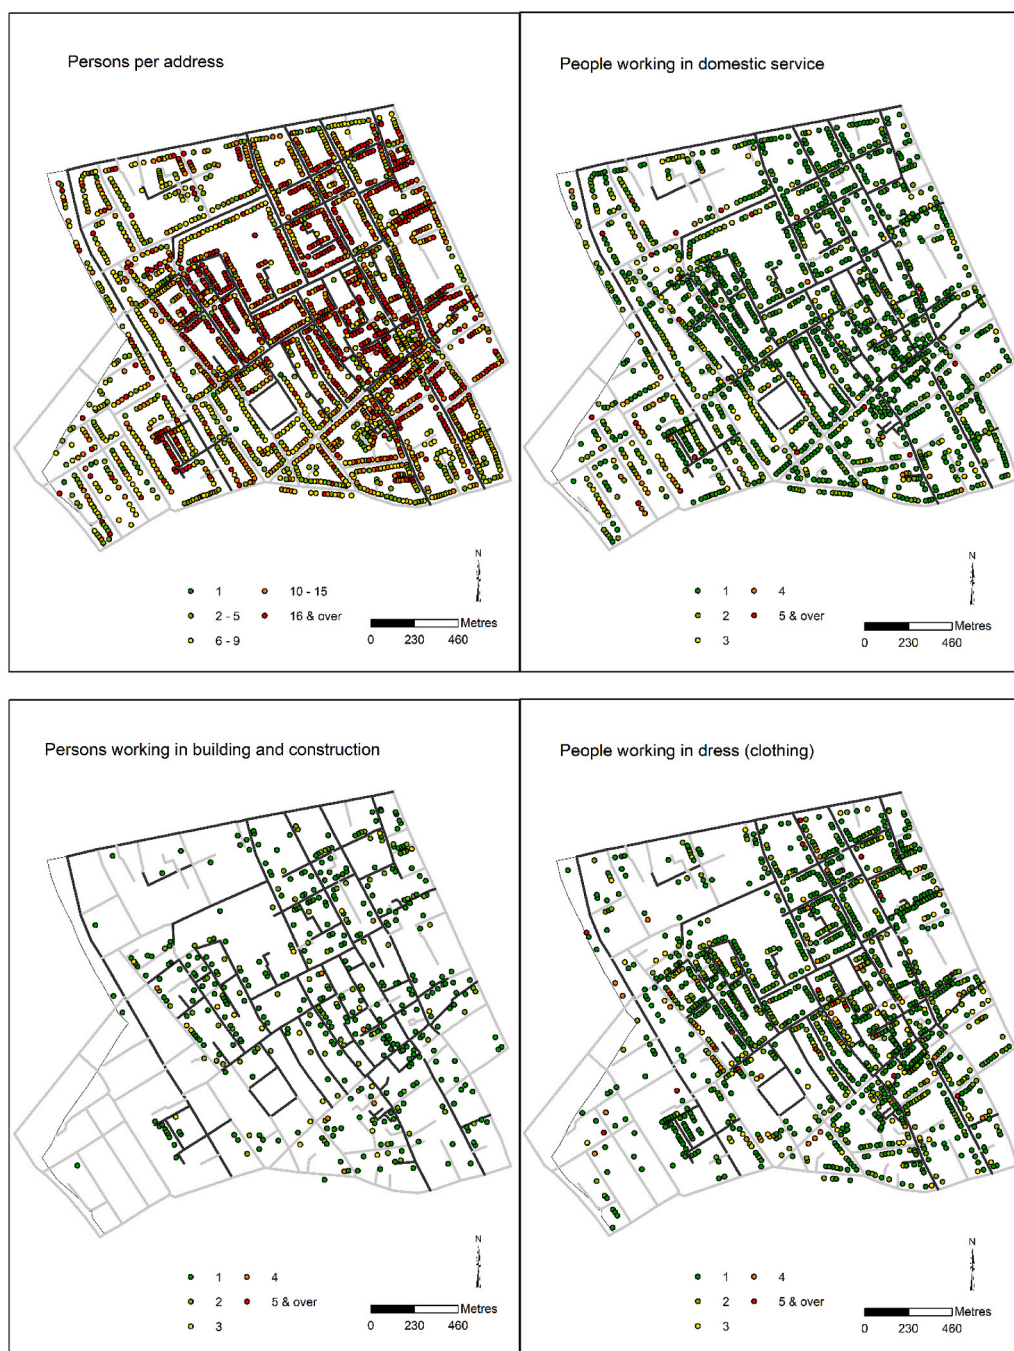 Persons per address
N
1
10 - 15
2 - 5
16 & over
6 - 9
Metres
0 230 460
People working in domestic service
N
1
4
2
5 & over
3
Metres
0 230 460
Persons working in building and construction
N
1
4
2
5 & over
3
Metres
0 230 460
People working in dress (clothing)
N
1
4
2
5 & over
3
Metres
0 230 460